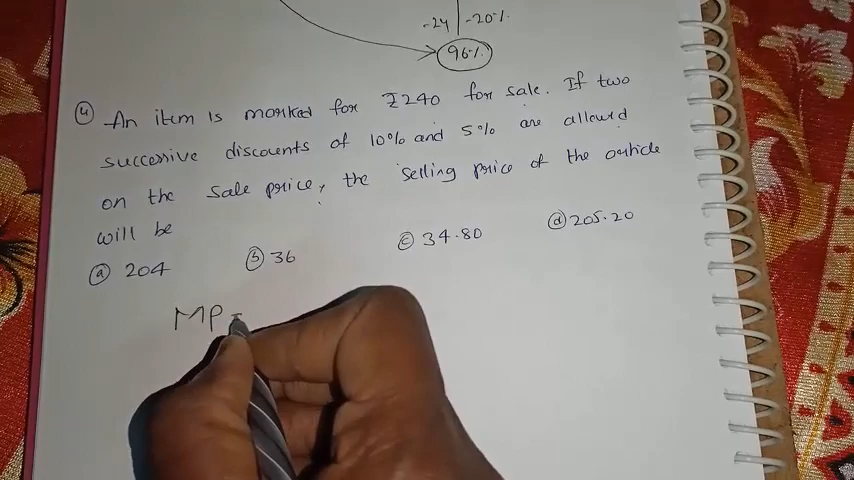 -24 -20%.
96%
4 An item is marked for ₹240 for sale. If two
successive discounts of 10% and 5% are allowed
on the sale price, the selling price of the article
will be
a 204 b 36 c 34.80 d 205.20
MP =